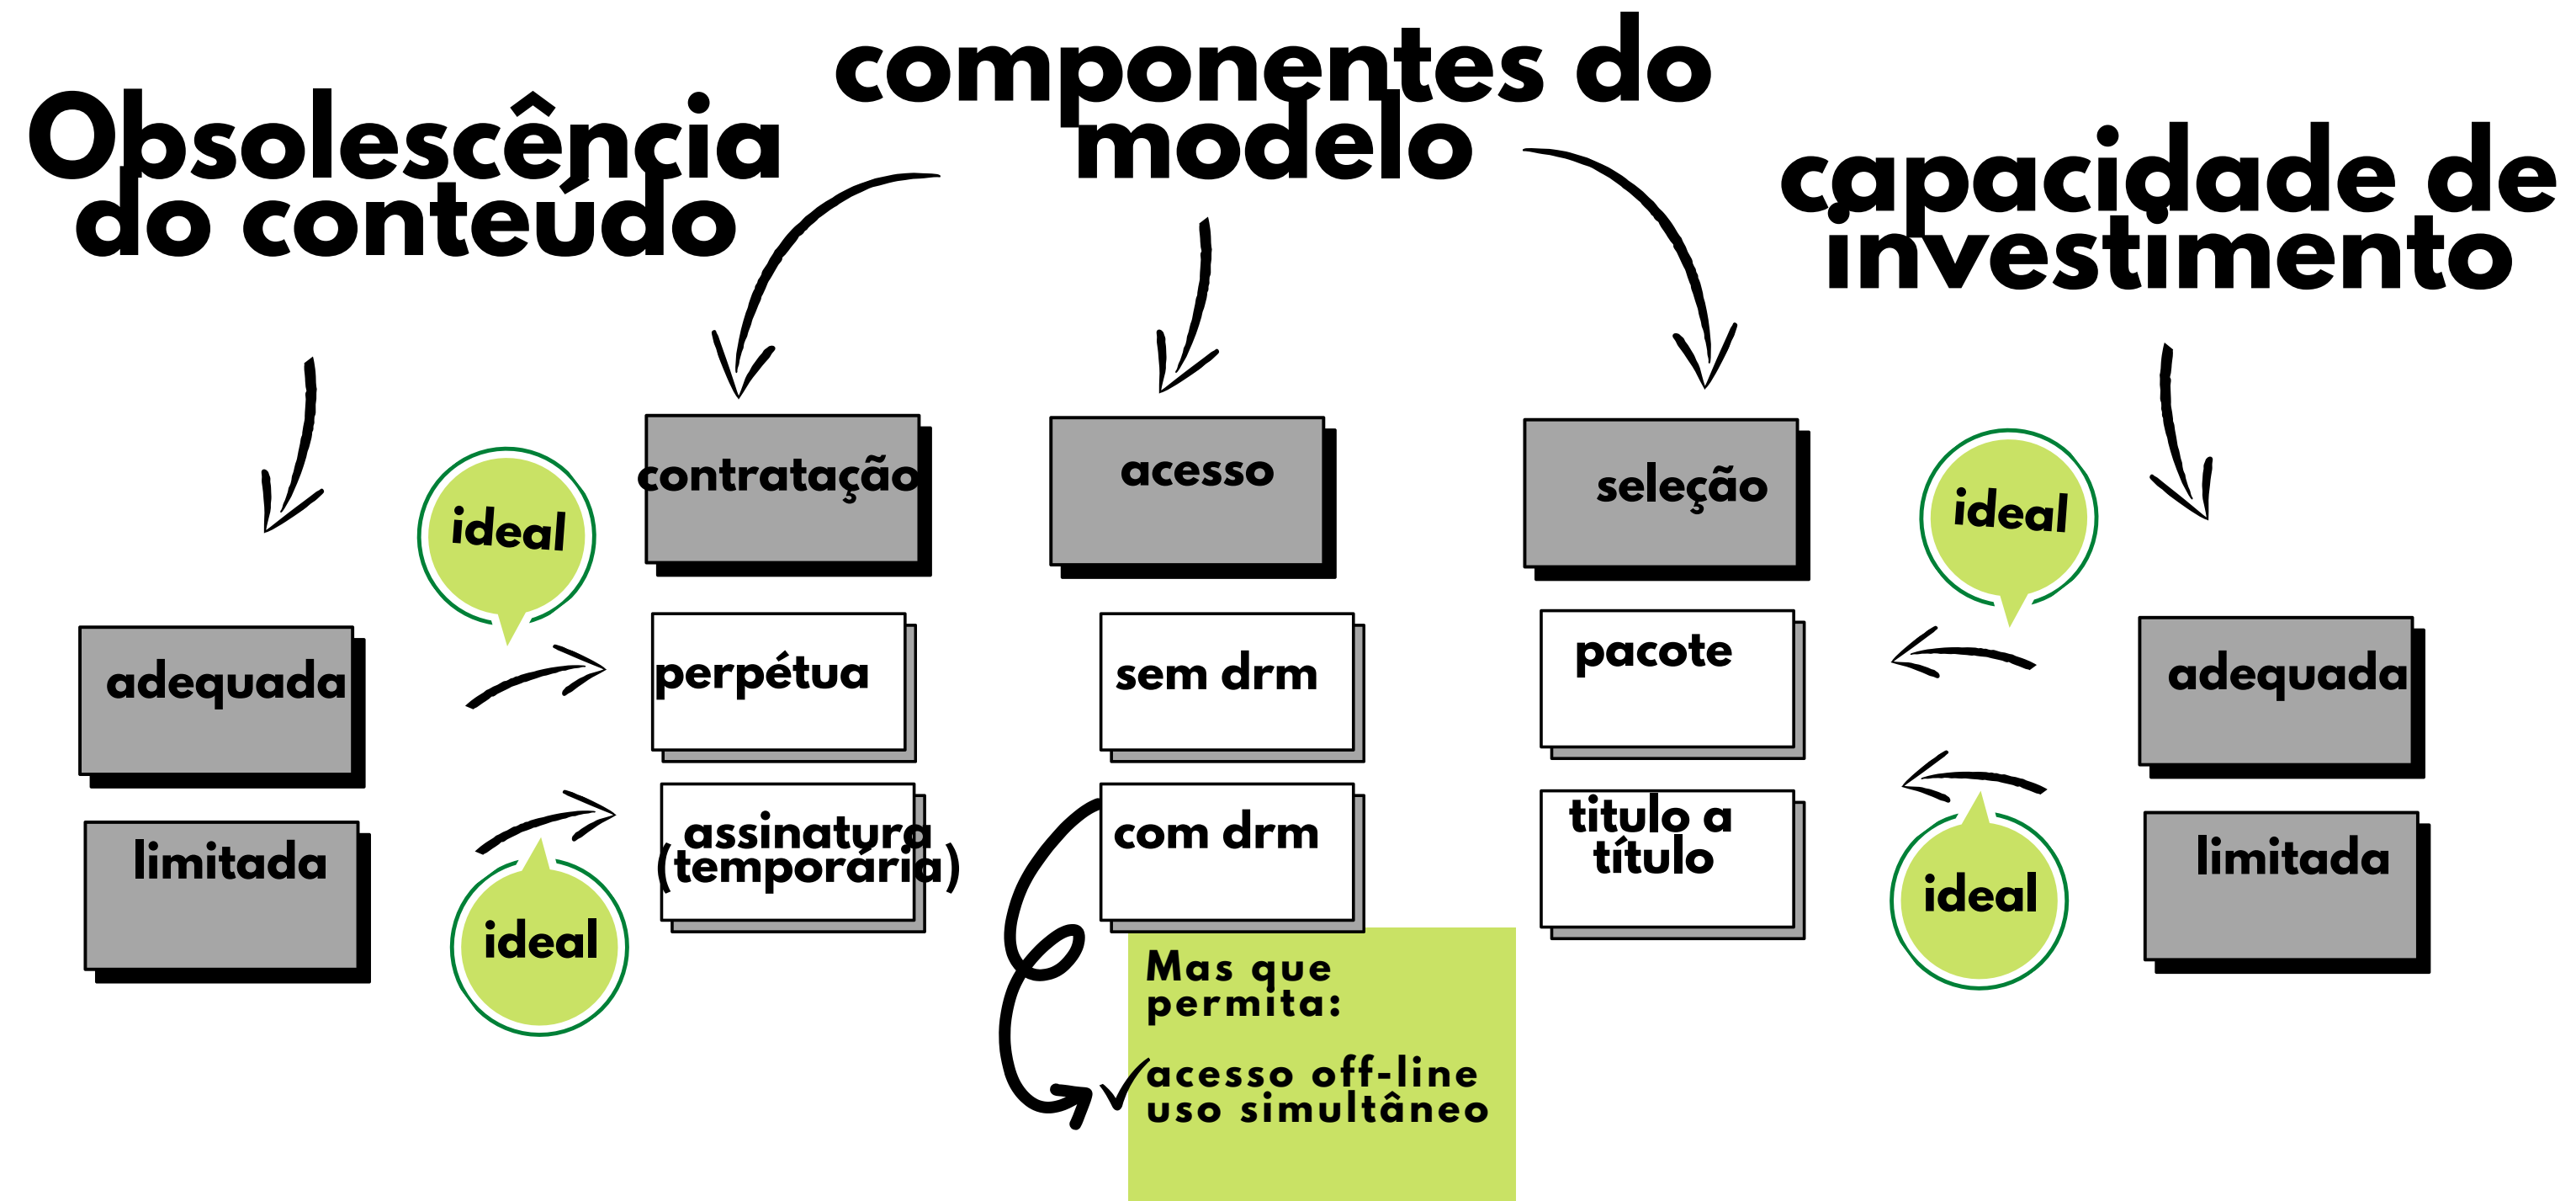 componentes do
modelo
Obsolescência
do conteúdo
capacidade de
investimento
contratação
acesso
seleção
ideal
ideal
adequada
perpétua
sem drm
pacote
adequada
limitada
assinatura
(temporária)
com drm
titulo a
título
limitada
ideal
ideal
Mas que
permita:
acesso off-line
uso simultâneo